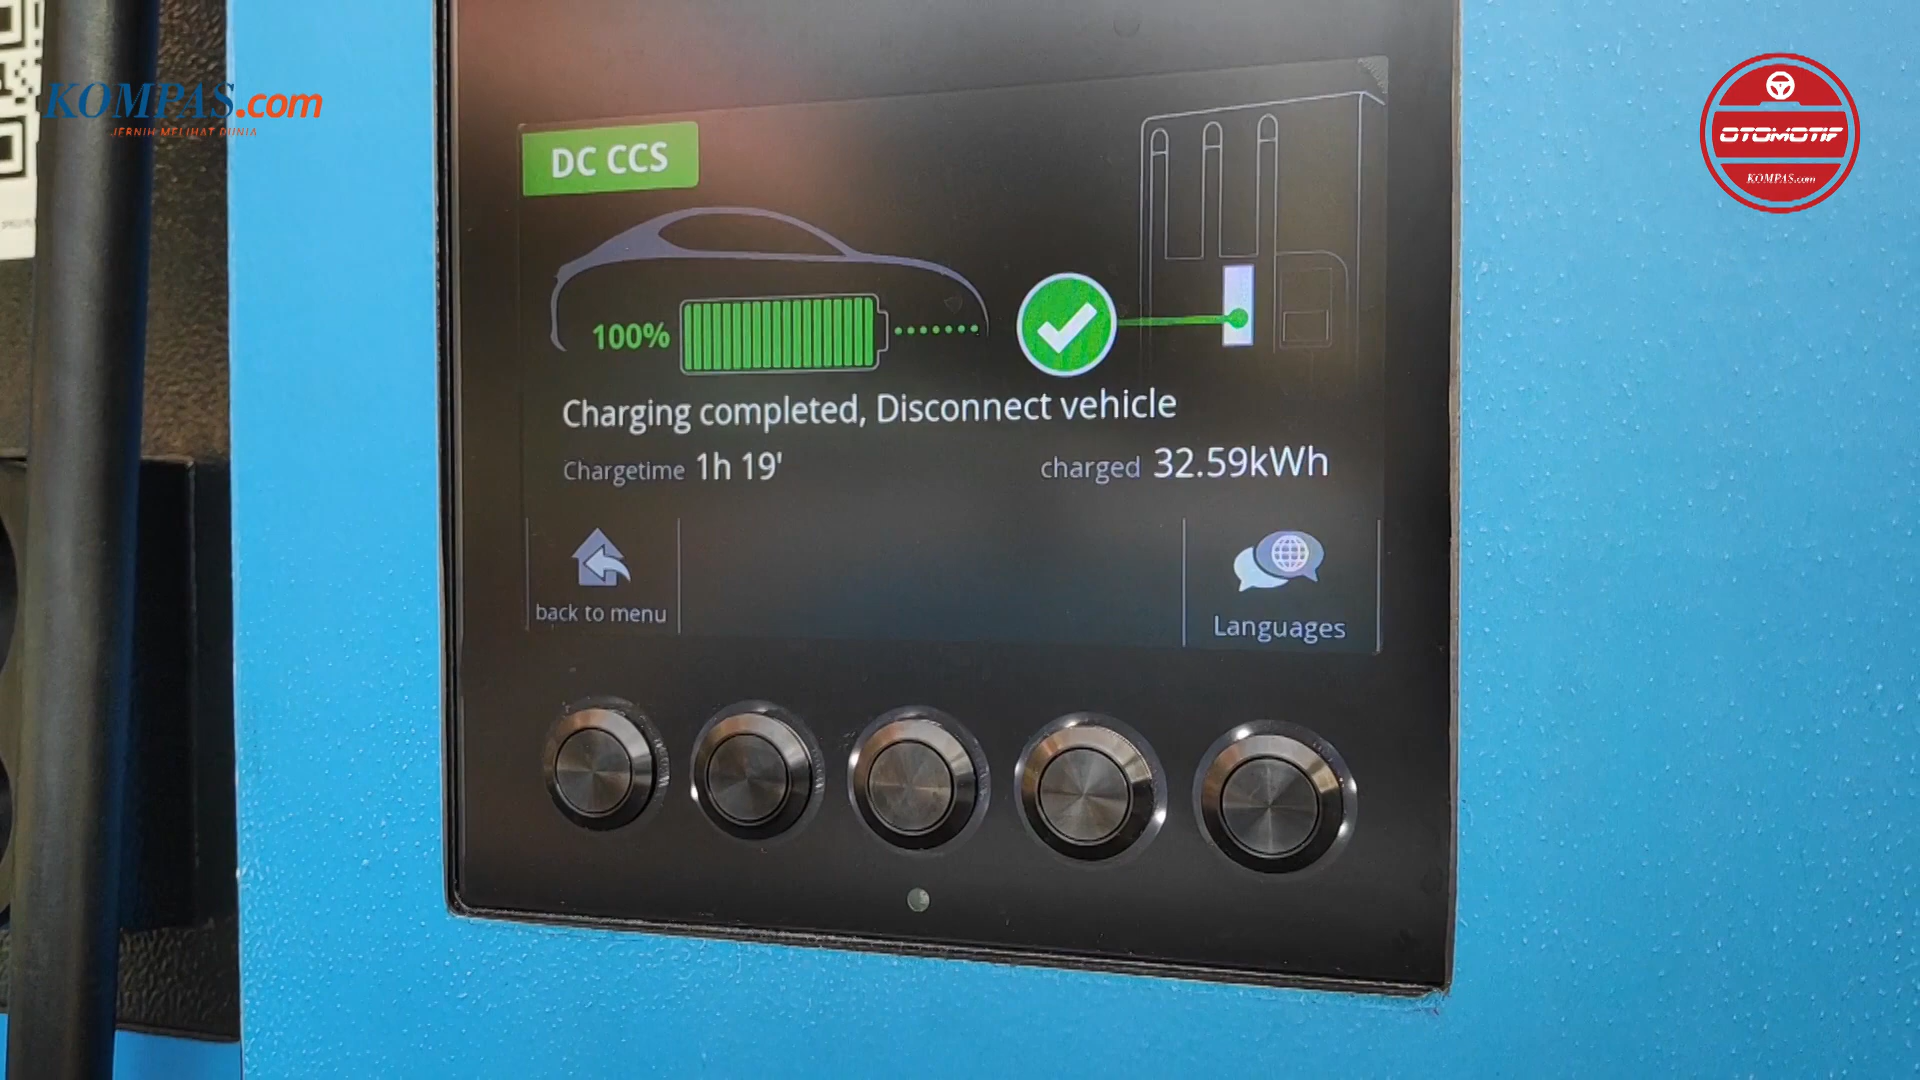 KOMPAS.com
JERNIH MELIHAT DUNIA
OTOMOTIF
KOMPAS.com
DC CCS
100%
Charging completed, Disconnect vehicle
Chargetime 1h 19' charged 32.59kWh
back to menu
Languages